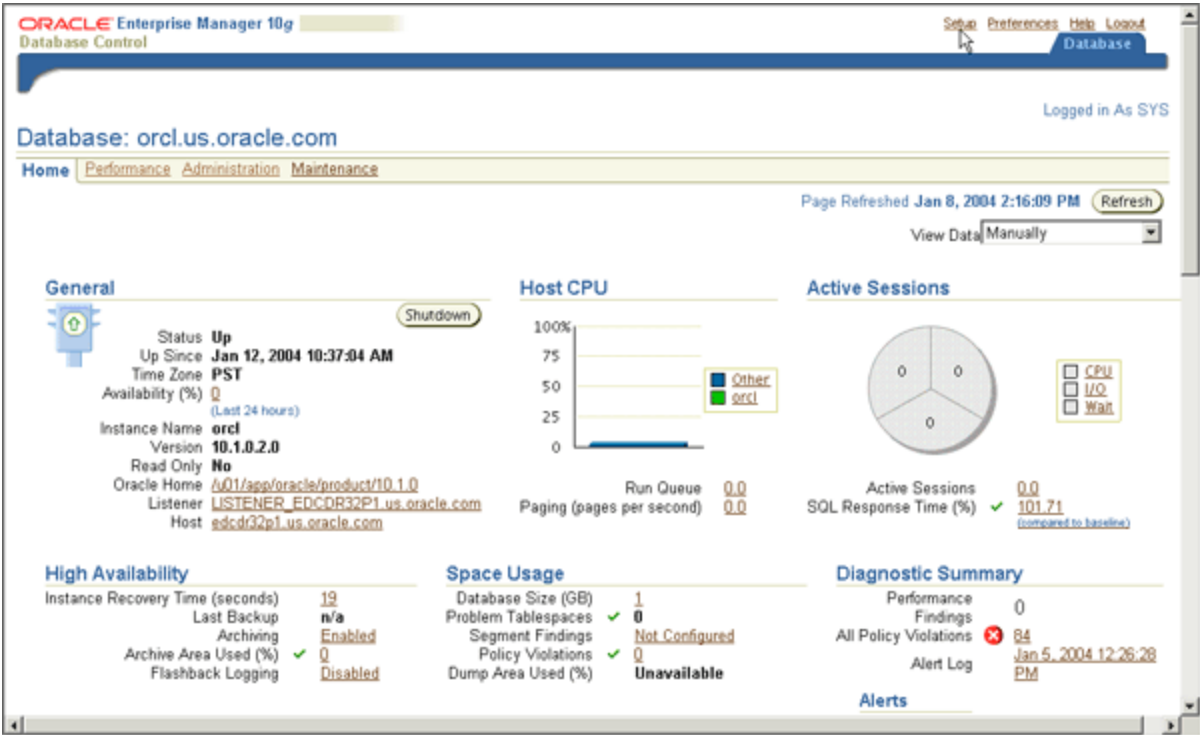 ORACLE Enterprise Manager 10g
Database Control
Setup Preferences Help Logout
Database
Logged in As SYS
Database: orcl.us.oracle.com
Home Performance Administration Maintenance
Page Refreshed Jan 8, 2004 2:16:09 PM Refresh
View Data Manually
General
Shutdown
Status Up
Up Since Jan 12, 2004 10:37:04 AM
Time Zone PST
Availability (%) 0
(Last 24 hours)
Instance Name orcl
Version 10.1.0.2.0
Read Only No
Oracle Home /u01/app/oracle/product/10.1.0
Listener LISTENER_EDCDR32P1.us.oracle.com
Host edcdr32p1.us.oracle.com
Host CPU
100%
75
50
25
0
Other
orcl
Run Queue 0.0
Paging (pages per second) 0.0
Active Sessions
0 0
0
CPU
I/O
Wait
Active Sessions 0.0
SQL Response Time (%) 101.71
(compared to baseline)
High Availability
Instance Recovery Time (seconds) 19
Last Backup n/a
Archiving Enabled
Archive Area Used (%) 0
Flashback Logging Disabled
Space Usage
Database Size (GB) 1
Problem Tablespaces 0
Segment Findings Not Configured
Policy Violations 0
Dump Area Used (%) Unavailable
Diagnostic Summary
Performance
Findings 0
All Policy Violations 84
Alert Log Jan 5, 2004 12:26:28
PM
Alerts